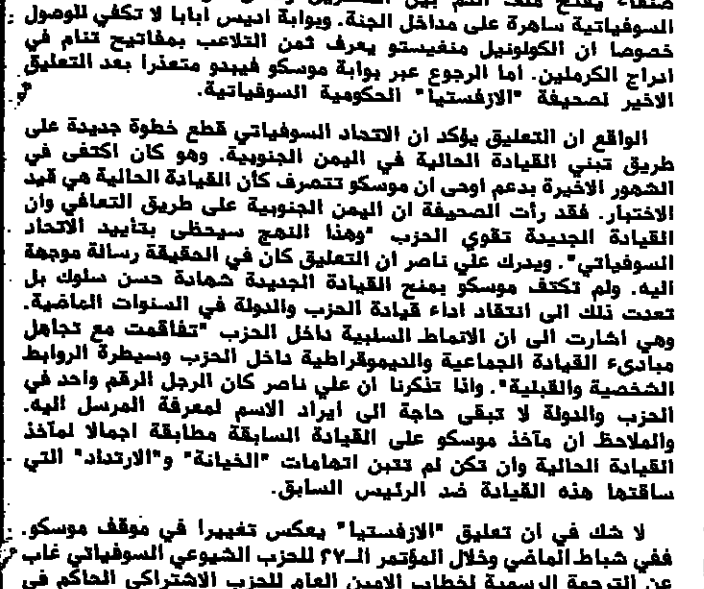 السوفياتية ساهرة على مداخل الجنة. وبوابة اديس ابابا لا تكفي للوصول
خصوصا ان الكولونيل منغيستو يعرف ثمن التلاعب بمفاتيح تنام في
ادراج الكرملين. اما الرجوع عبر بوابة موسكو فيبدو متعذرا بعد التعليق
الاخير لصحيفة "الازفستيا" الحكومية السوفياتية.
الواقع ان التعليق يؤكد ان الاتحاد السوفياتي قطع خطوة جديدة على
طريق تبني القيادة الحالية في اليمن الجنوبية. وهو كان اكتفى في
الشهور الاخيرة بدعم اوحى ان موسكو تتصرف كأن القيادة الحالية هي قيد
الاختبار. فقد رأت الصحيفة ان اليمن الجنوبية على طريق التعافي وان
القيادة الجديدة تقوي الحزب "وهذا النهج سيحظى بتأييد الاتحاد
السوفياتي". ويدرك علي ناصر ان التعليق كان في الحقيقة رسالة موجهة
اليه. ولم تكتف موسكو بمنح القيادة الجديدة شهادة حسن سلوك بل
تعدت ذلك الى انتقاد اداء قيادة الحزب والدولة في السنوات الماضية.
وهي اشارت الى ان الانماط السلبية داخل الحزب "تفاقمت مع تجاهل
مبادىء القيادة الجماعية والديموقراطية داخل الحزب وسيطرة الروابط
الشخصية والقبلية". واذا تذكرنا ان علي ناصر كان الرجل الرقم واحد في
الحزب والدولة لا تبقى حاجة الى ايراد الاسم لمعرفة المرسل اليه.
والملاحظ ان مآخذ موسكو على القيادة السابقة مطابقة اجمالا لمآخذ
القيادة الحالية وان تكن لم تتبن اتهامات "الخيانة" و"الارتداد" التي
ساقتها هذه القيادة ضد الرئيس السابق.
لا شك في ان تعليق "الازفستيا" يعكس تغييرا في موقف موسكو.
ففي شباط الماضي وخلال المؤتمر الـ٢٧ للحزب الشيوعي السوفياتي غاب
عن الترجمة الرسمية لخطاب الامين العام للحزب الاشتراكي الحاكم في